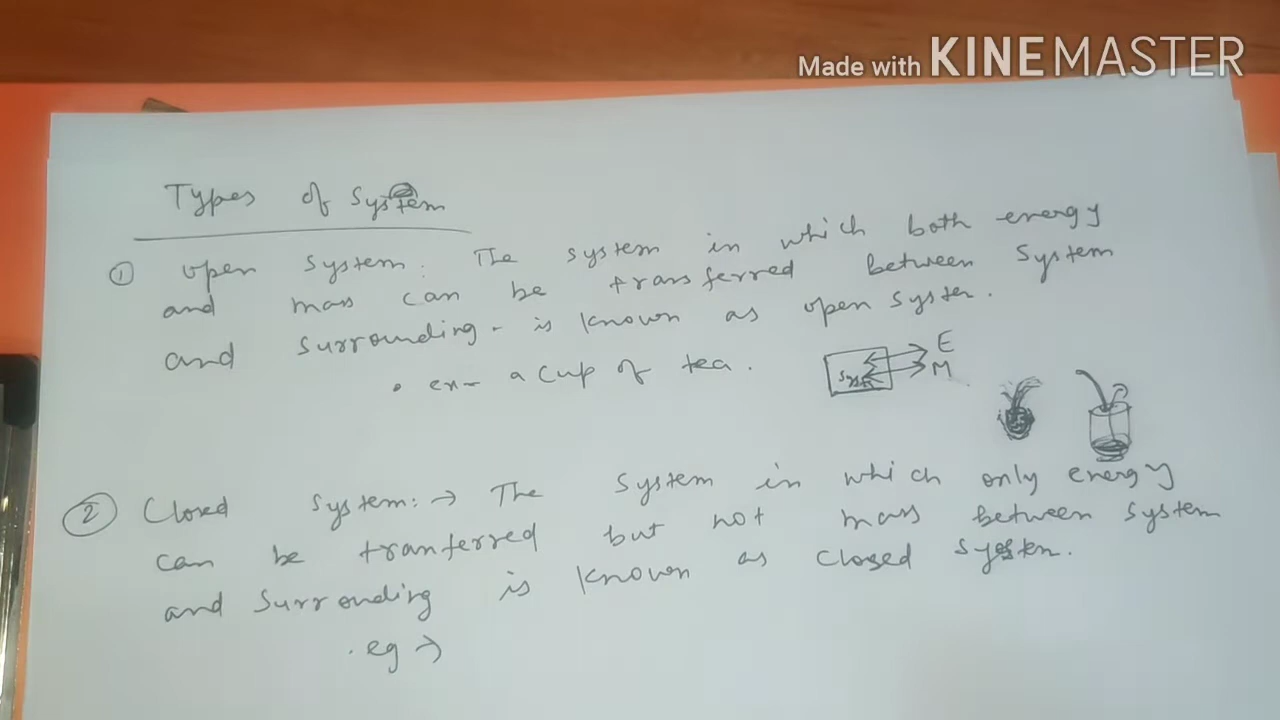 Made with KINEMASTER
Types of System
① open system: The system in which both energy
and mass can be transferred between system
and surrounding - is known as open system.
• ex- a cup of tea.
E
M
Syst
② Closed system: → The system in which only energy
can be tranferred but not mass between system
and surrounding is known as closed system.
. eg →